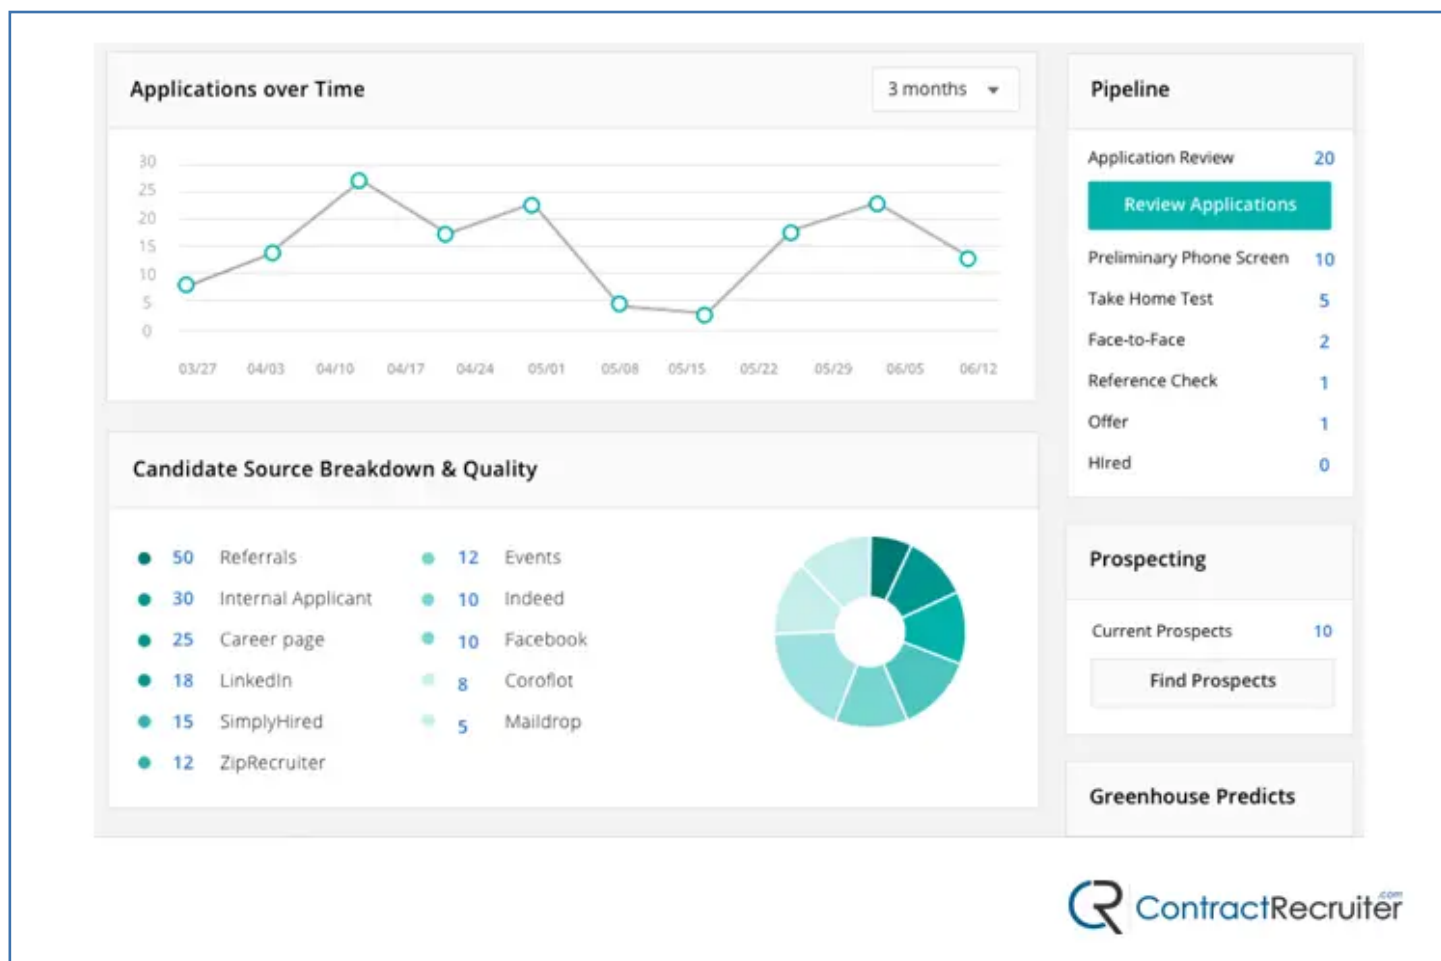 Applications over Time
3 months
30
25
20
15
10
5
0
03/27 04/03 04/10 04/17 04/24 05/01 05/08 05/15 05/22 05/29 06/05 06/12
Candidate Source Breakdown & Quality
50 Referrals
30 Internal Applicant
25 Career page
18 LinkedIn
15 SimplyHired
12 ZipRecruiter
12 Events
10 Indeed
10 Facebook
8 Coroflot
5 Maildrop
Pipeline
Application Review 20
Review Applications
Preliminary Phone Screen 10
Take Home Test 5
Face-to-Face 2
Reference Check 1
Offer 1
Hired 0
Prospecting
Current Prospects 10
Find Prospects
Greenhouse Predicts
CR ContractRecruiter.com